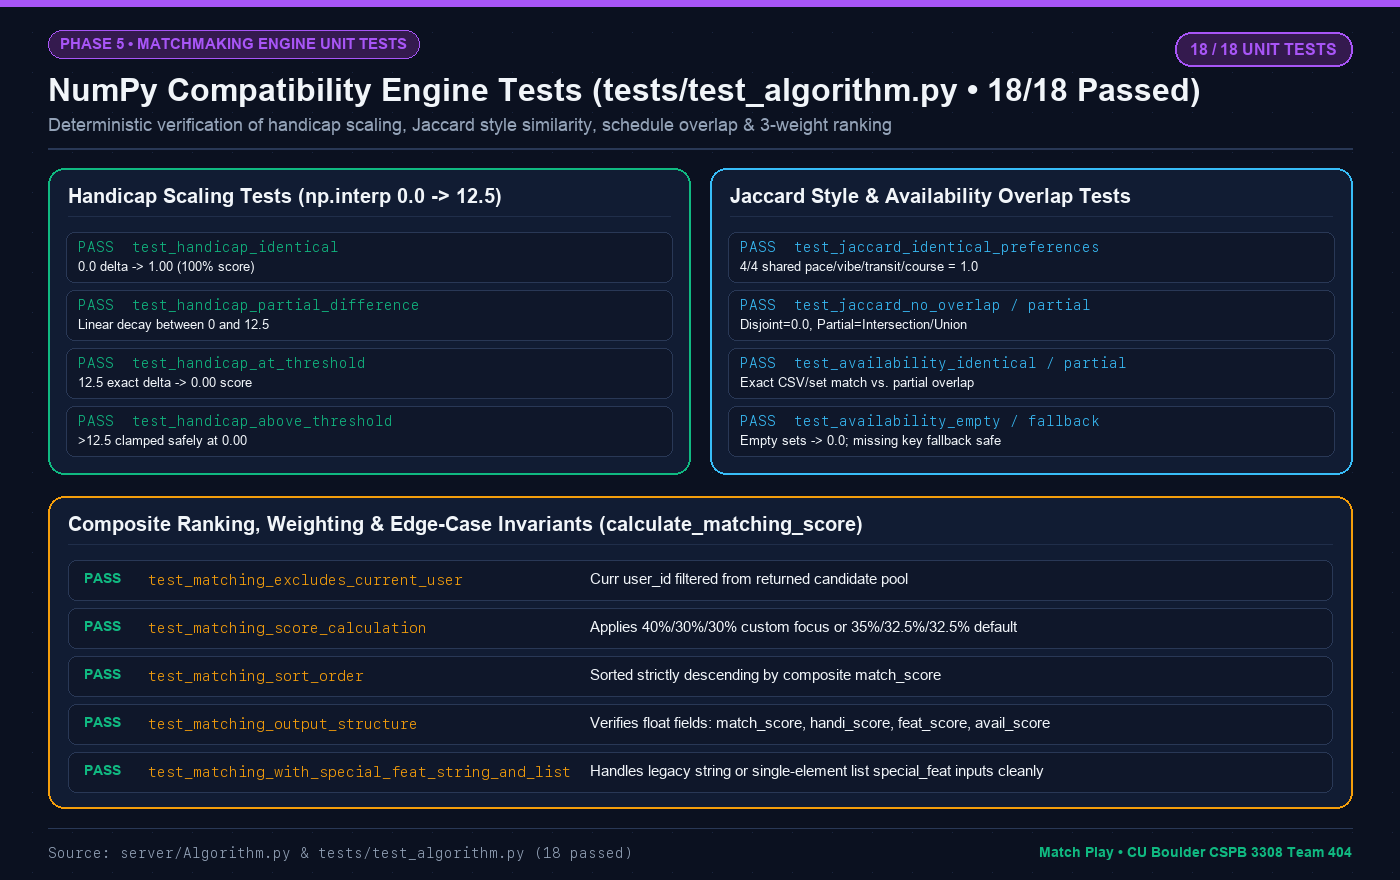 PHASE 5 • MATCHMAKING ENGINE UNIT TESTS
18 / 18 UNIT TESTS
NumPy Compatibility Engine Tests (tests/test_algorithm.py • 18/18 Passed)
Deterministic verification of handicap scaling, Jaccard style similarity, schedule overlap & 3-weight ranking
Handicap Scaling Tests (np.interp 0.0 -> 12.5)
PASS test_handicap_identical
0.0 delta -> 1.00 (100% score)
PASS test_handicap_partial_difference
Linear decay between 0 and 12.5
PASS test_handicap_at_threshold
12.5 exact delta -> 0.00 score
PASS test_handicap_above_threshold
>12.5 clamped safely at 0.00
Jaccard Style & Availability Overlap Tests
PASS test_jaccard_identical_preferences
4/4 shared pace/vibe/transit/course = 1.0
PASS test_jaccard_no_overlap / partial
Disjoint=0.0, Partial=Intersection/Union
PASS test_availability_identical / partial
Exact CSV/set match vs. partial overlap
PASS test_availability_empty / fallback
Empty sets -> 0.0; missing key fallback safe
Composite Ranking, Weighting & Edge-Case Invariants (calculate_matching_score)
PASS test_matching_excludes_current_user Curr user_id filtered from returned candidate pool
PASS test_matching_score_calculation Applies 40%/30%/30% custom focus or 35%/32.5%/32.5% default
PASS test_matching_sort_order Sorted strictly descending by composite match_score
PASS test_matching_output_structure Verifies float fields: match_score, handi_score, feat_score, avail_score
PASS test_matching_with_special_feat_string_and_list Handles legacy string or single-element list special_feat inputs cleanly
Source: server/Algorithm.py & tests/test_algorithm.py (18 passed)
Match Play • CU Boulder CSPB 3308 Team 404